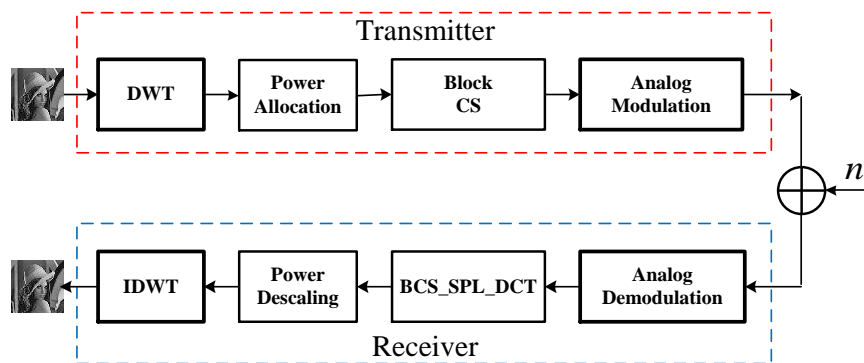 Transmitter
DWT
Power
Allocation
Block
CS
Analog
Modulation
n
IDWT
Power
Descaling
BCS_SPL_DCT
Analog
Demodulation
Receiver